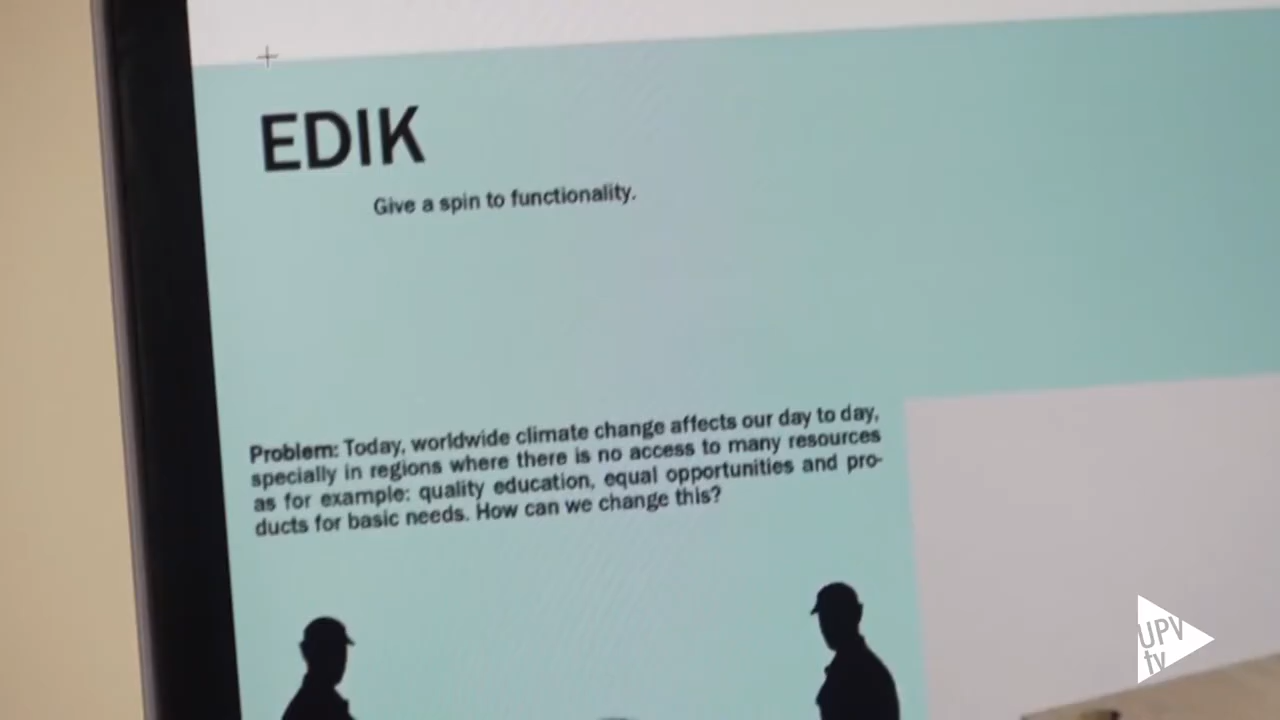 EDIK
Give a spin to functionality.
Problem: Today, worldwide climate change affects our day to day,
specially in regions where there is no access to many resources
as for example: quality education, equal opportunities and pro-
ducts for basic needs. How can we change this?
UPV
tv